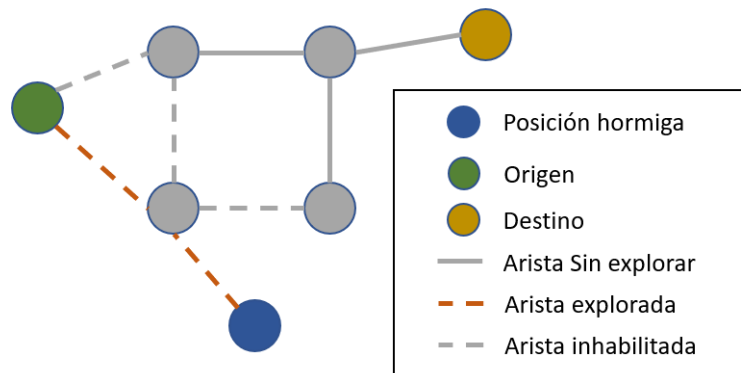 Posición hormiga
Origen
Destino
Arista Sin explorar
Arista explorada
Arista inhabilitada